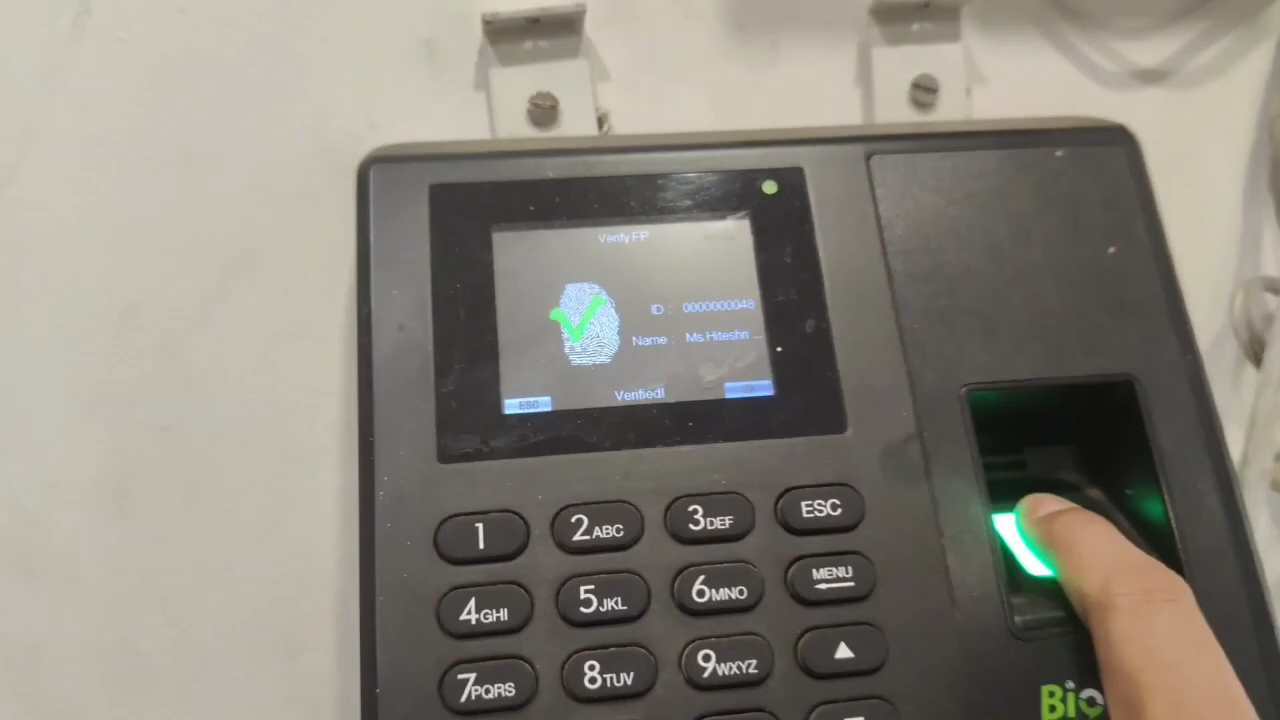 Verify FP
ID : 0000000048
Name : Ms Hiteshri ...
Verified!
ESC
1
2ABC
3DEF
ESC
4GHI
5JKL
6MNO
MENU
7PQRS
8TUV
9WXYZ
Bio